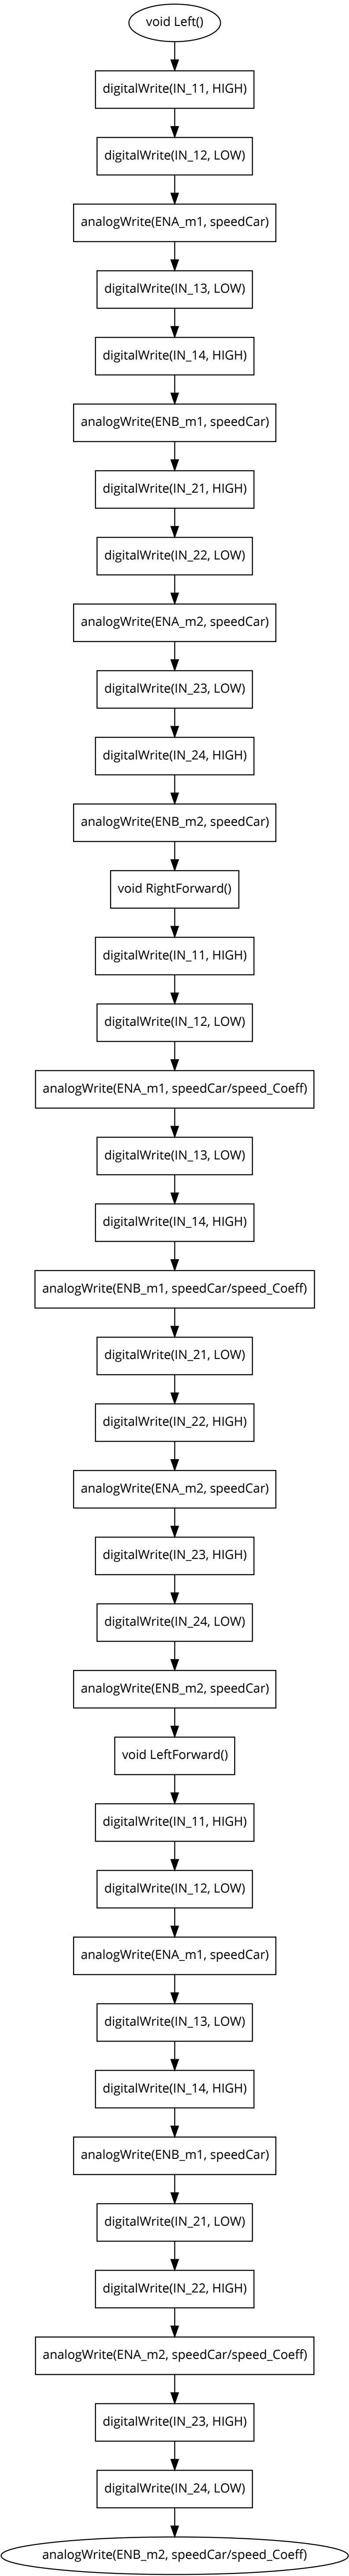 void Left()
digitalWrite(IN_11, HIGH)
digitalWrite(IN_12, LOW)
analogWrite(ENA_m1, speedCar)
digitalWrite(IN_13, LOW)
digitalWrite(IN_14, HIGH)
analogWrite(ENB_m1, speedCar)
digitalWrite(IN_21, HIGH)
digitalWrite(IN_22, LOW)
analogWrite(ENA_m2, speedCar)
digitalWrite(IN_23, LOW)
digitalWrite(IN_24, HIGH)
analogWrite(ENB_m2, speedCar)
void RightForward()
digitalWrite(IN_11, HIGH)
digitalWrite(IN_12, LOW)
analogWrite(ENA_m1, speedCar/speed_Coeff)
digitalWrite(IN_13, LOW)
digitalWrite(IN_14, HIGH)
analogWrite(ENB_m1, speedCar/speed_Coeff)
digitalWrite(IN_21, LOW)
digitalWrite(IN_22, HIGH)
analogWrite(ENA_m2, speedCar)
digitalWrite(IN_23, HIGH)
digitalWrite(IN_24, LOW)
analogWrite(ENB_m2, speedCar)
void LeftForward()
digitalWrite(IN_11, HIGH)
digitalWrite(IN_12, LOW)
analogWrite(ENA_m1, speedCar)
digitalWrite(IN_13, LOW)
digitalWrite(IN_14, HIGH)
analogWrite(ENB_m1, speedCar)
digitalWrite(IN_21, LOW)
digitalWrite(IN_22, HIGH)
analogWrite(ENA_m2, speedCar/speed_Coeff)
digitalWrite(IN_23, HIGH)
digitalWrite(IN_24, LOW)
analogWrite(ENB_m2, speedCar/speed_Coeff)